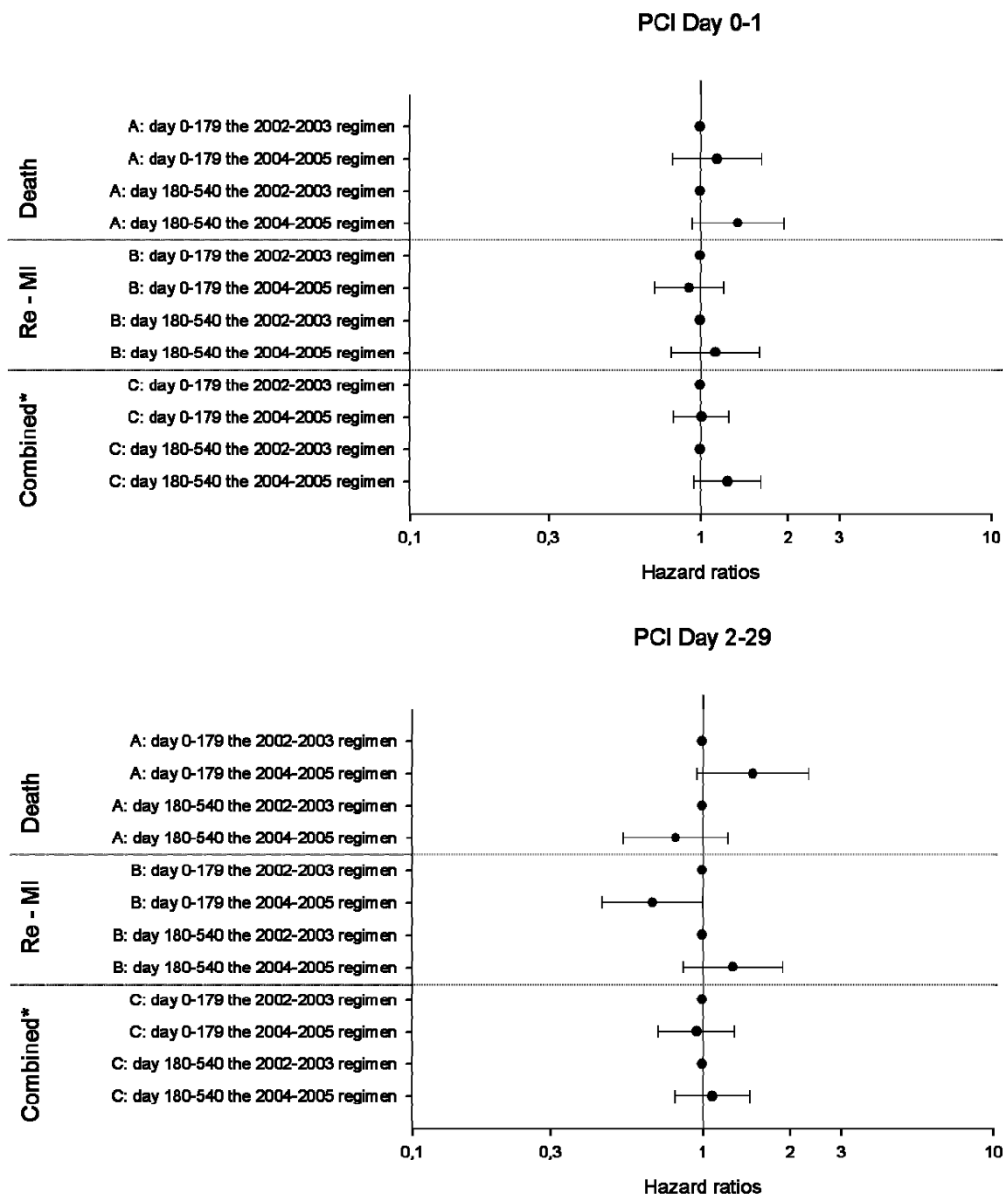 PCI Day 0-1
Death
A: day 0-179 the 2002-2003 regimen
A: day 0-179 the 2004-2005 regimen
A: day 180-540 the 2002-2003 regimen
A: day 180-540 the 2004-2005 regimen
Re - MI
B: day 0-179 the 2002-2003 regimen
B: day 0-179 the 2004-2005 regimen
B: day 180-540 the 2002-2003 regimen
B: day 180-540 the 2004-2005 regimen
Combined*
C: day 0-179 the 2002-2003 regimen
C: day 0-179 the 2004-2005 regimen
C: day 180-540 the 2002-2003 regimen
C: day 180-540 the 2004-2005 regimen
0,1 0,3 1 2 3 10
Hazard ratios
PCI Day 2-29
Death
A: day 0-179 the 2002-2003 regimen
A: day 0-179 the 2004-2005 regimen
A: day 180-540 the 2002-2003 regimen
A: day 180-540 the 2004-2005 regimen
Re - MI
B: day 0-179 the 2002-2003 regimen
B: day 0-179 the 2004-2005 regimen
B: day 180-540 the 2002-2003 regimen
B: day 180-540 the 2004-2005 regimen
Combined*
C: day 0-179 the 2002-2003 regimen
C: day 0-179 the 2004-2005 regimen
C: day 180-540 the 2002-2003 regimen
C: day 180-540 the 2004-2005 regimen
0,1 0,3 1 2 3 10
Hazard ratios